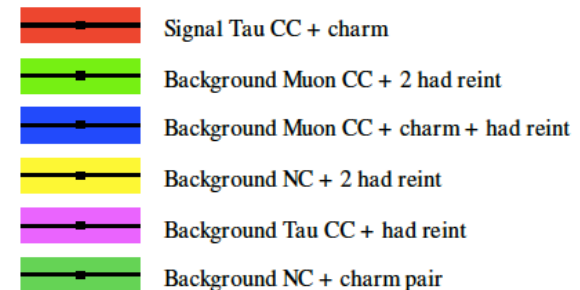 Signal Tau CC + charm
Background Muon CC + 2 had reint
Background Muon CC + charm + had reint
Background NC + 2 had reint
Background Tau CC + had reint
Background NC + charm pair